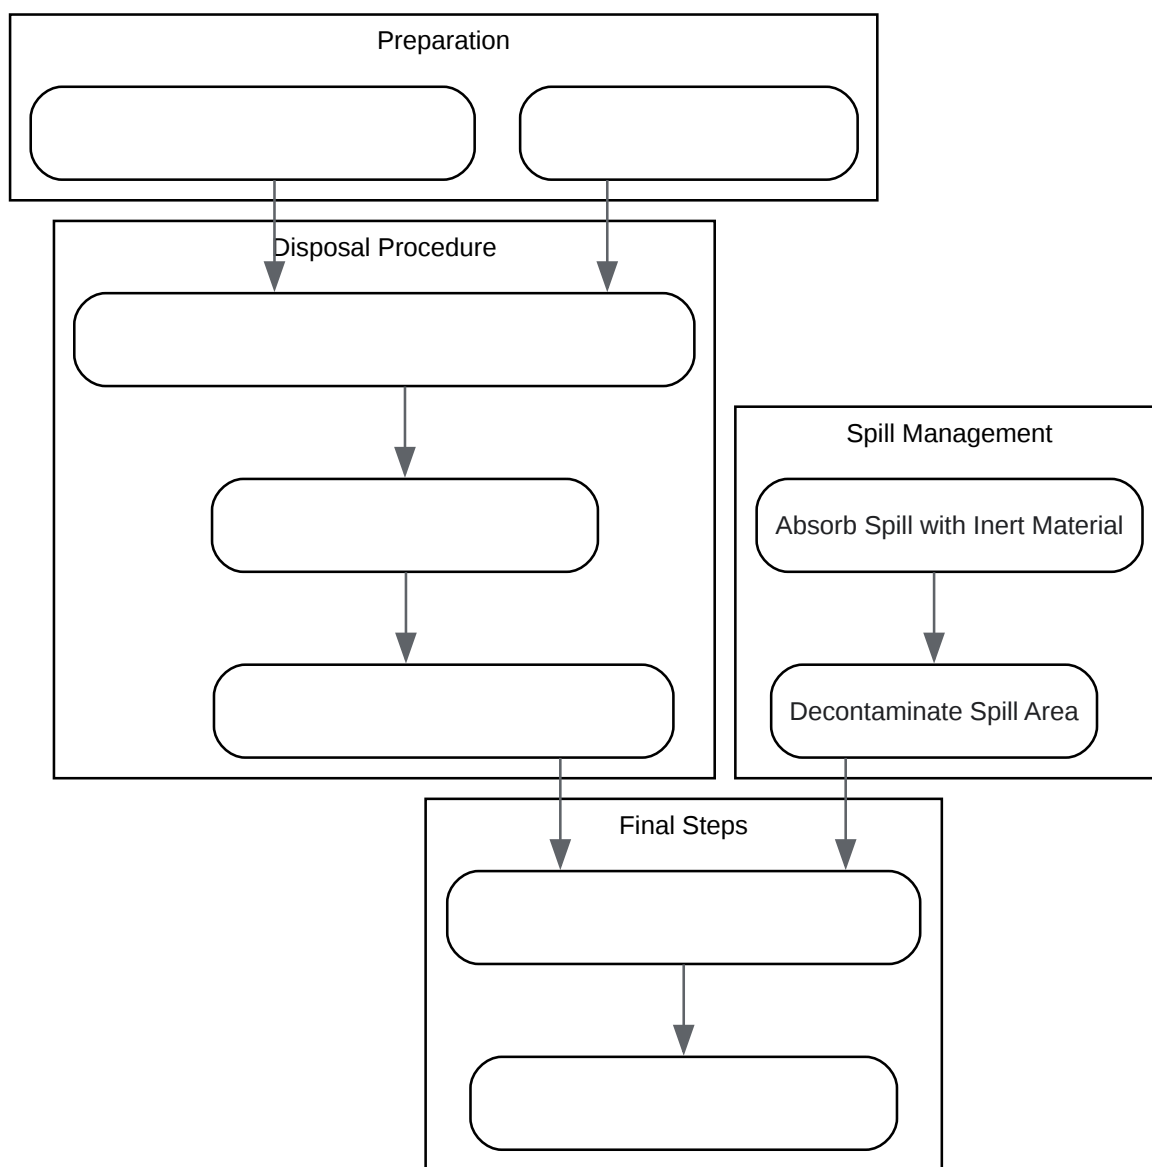 Preparation
Disposal Procedure
Spill Management
Absorb Spill with Inert Material
Decontaminate Spill Area
Final Steps